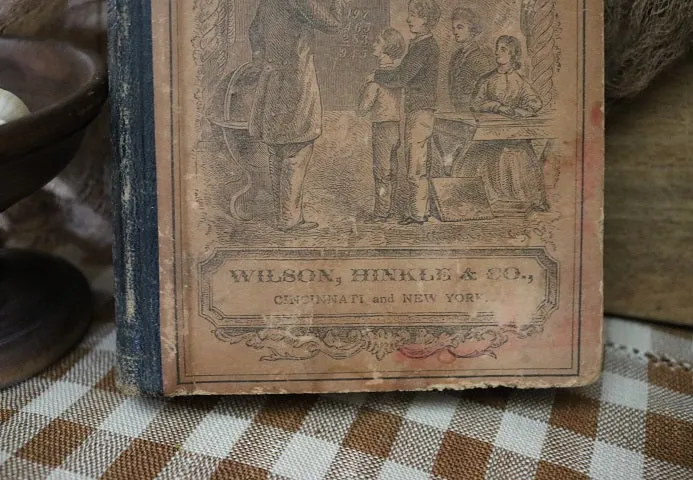 WILSON, HINKLE & CO.,
CINCINNATI and NEW YORK.